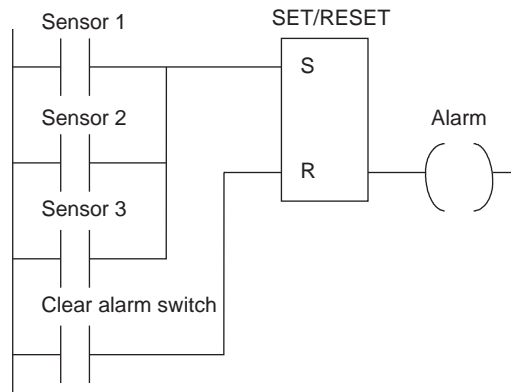 Sensor 1
SET/RESET
S
Sensor 2
Alarm
R
Sensor 3
Clear alarm switch